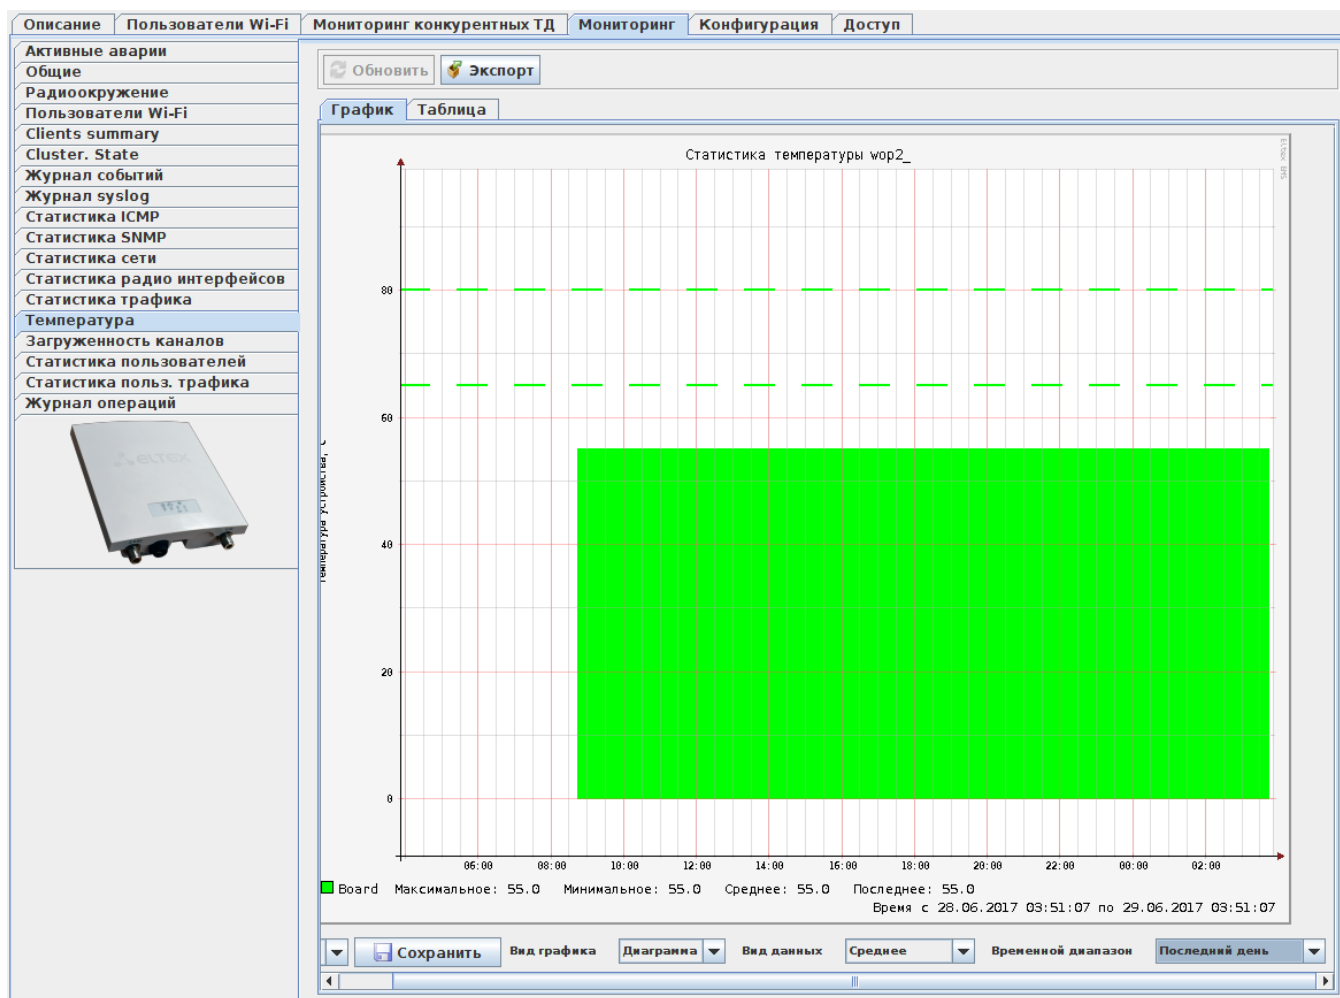 Описание Пользователи Wi-Fi Мониторинг конкурентных ТД Мониторинг Конфигурация Доступ
Активные аварии
Общие
Радиоокружение
Пользователи Wi-Fi
Clients summary
Cluster. State
Журнал событий
Журнал syslog
Статистика ICMP
Статистика SNMP
Статистика сети
Статистика радио интерфейсов
Статистика трафика
Температура
Загруженность каналов
Статистика пользователей
Статистика польз. трафика
Журнал операций
ELTEX
Обновить Экспорт
График Таблица
Статистика температуры wop2_
Eltex EMS
80
60
40
20
0
температура устройства, C
06:00 08:00 10:00 12:00 14:00 16:00 18:00 20:00 22:00 00:00 02:00
Board Максимальное: 55.0 Минимальное: 55.0 Среднее: 55.0 Последнее: 55.0
Время с 28.06.2017 03:51:07 по 29.06.2017 03:51:07
Сохранить Вид графика Диаграмма Вид данных Среднее Временной диапазон Последний день